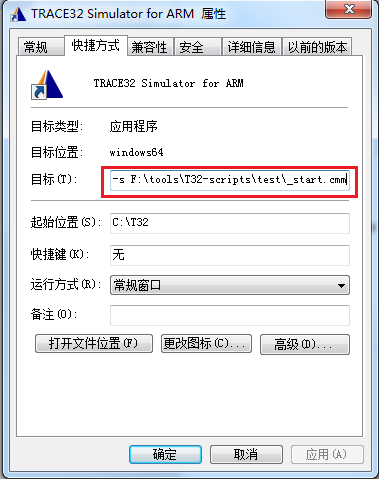 TRACE32 Simulator for ARM 属性
常规 快捷方式 兼容性 安全 详细信息 以前的版本
TRACE32 Simulator for ARM
目标类型: 应用程序
目标位置: windows64
目标(T): -s F:\tools\T32-scripts\test\_start.cmm
起始位置(S): C:\T32
快捷键(K): 无
运行方式(R): 常规窗口
备注(O):
打开文件位置(F) 更改图标(C)... 高级(D)...
确定 取消 应用(A)